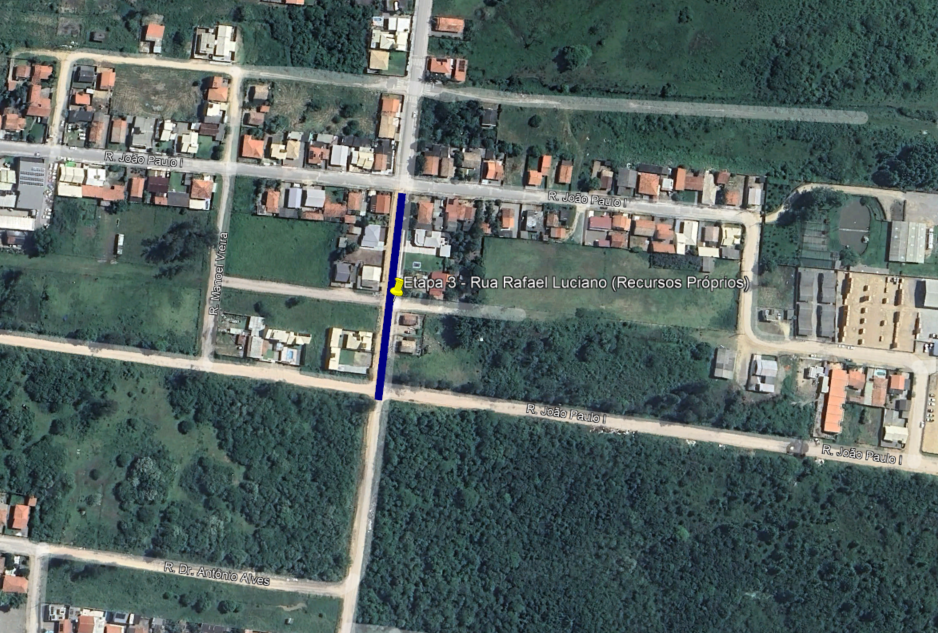 R. João Paulo I
R. João Paulo I
R. Manoel Vieira
Etapa 3 - Rua Rafael Luciano (Recursos Próprios)
R. João Paulo I
R. João Paulo I
R. Dr. Antônio Alves